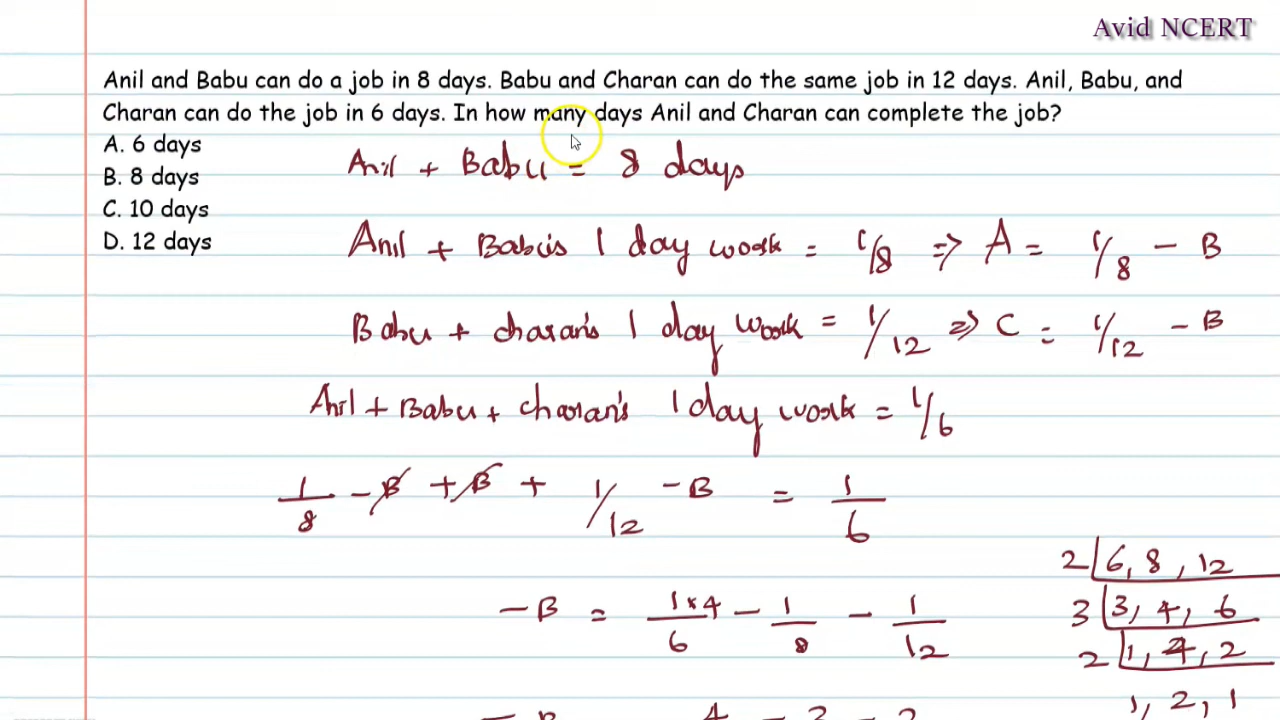 Avid NCERT
Anil and Babu can do a job in 8 days. Babu and Charan can do the same job in 12 days. Anil, Babu, and
Charan can do the job in 6 days. In how many days Anil and Charan can complete the job?
A. 6 days
B. 8 days
C. 10 days
D. 12 days
Anil + Babu = 8 days
Anil + Babu's 1 day work = 1/8 => A = 1/8 - B
Babu + charan's 1 day work = 1/12 => C = 1/12 - B
Anil + Babu + charan's 1 day work = 1/6
1/8 - B + B + 1/12 - B = 1/6
- B = 1×4/6 - 1/8 - 1/12
2 | 6, 8, 12
3 | 3, 4, 6
2 | 1, 4, 2
1, 2, 1